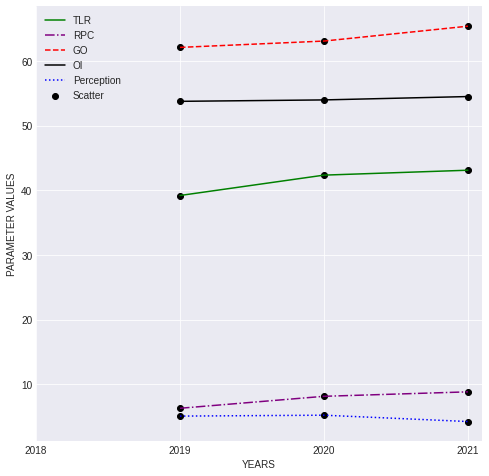 TLR
RPC
GO
OI
Perception
Scatter
PARAMETER VALUES
60
50
40
30
20
10
2018 2019 2020 2021
YEARS